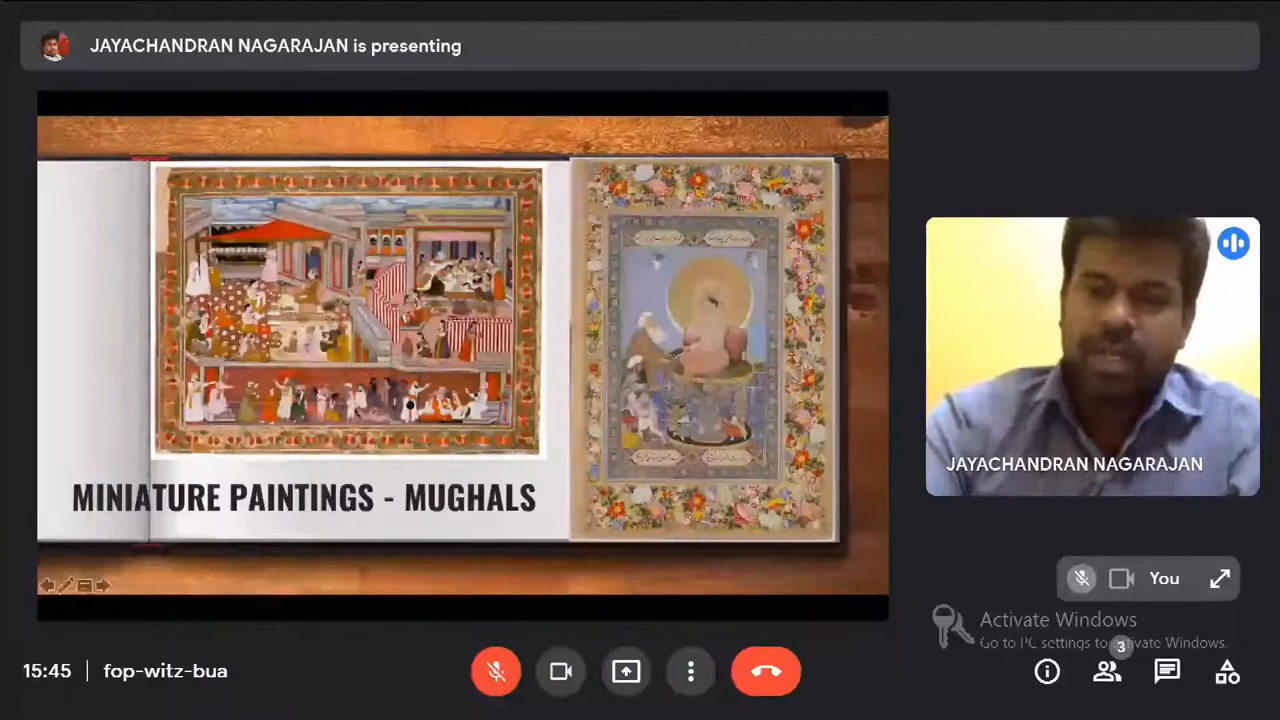 JAYACHANDRAN NAGARAJAN is presenting
MINIATURE PAINTINGS - MUGHALS
JAYACHANDRAN NAGARAJAN
You
Activate Windows
Go to PC settings to activate Windows.
3
15:45
fop-witz-bua